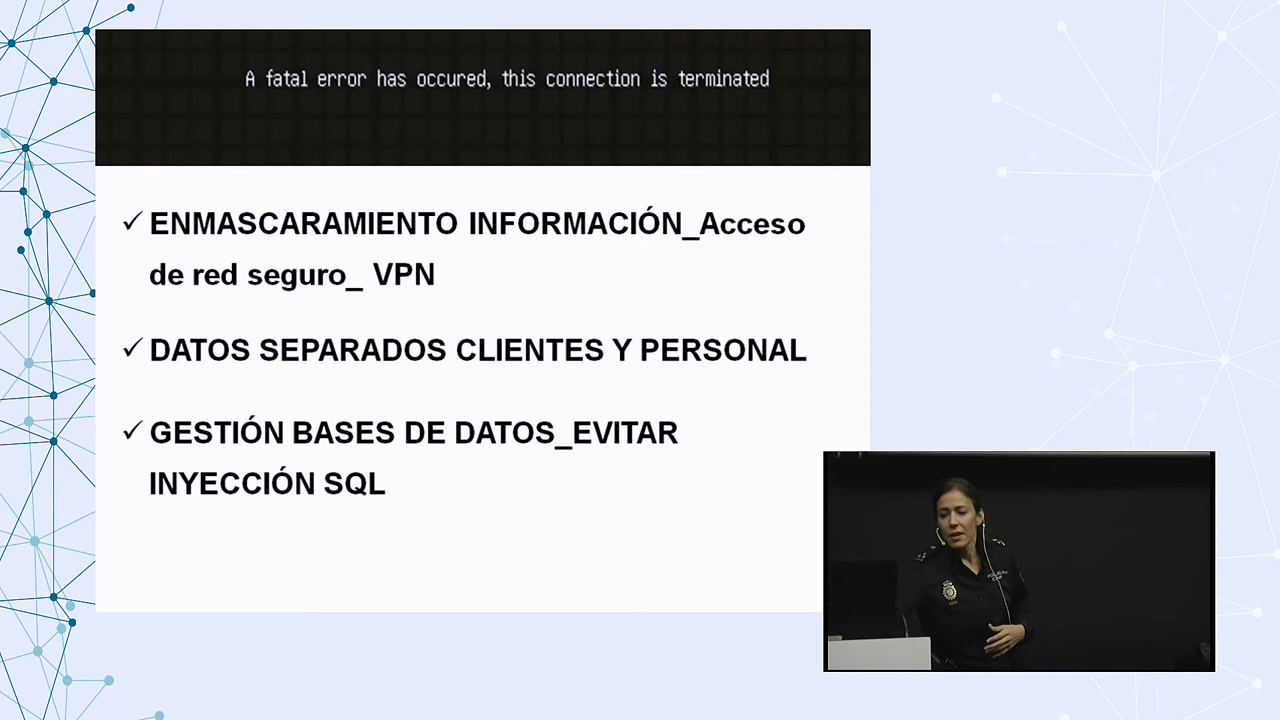 A fatal error has occured, this connection is terminated
✓ ENMASCARAMIENTO INFORMACIÓN_Acceso
de red seguro_ VPN
✓ DATOS SEPARADOS CLIENTES Y PERSONAL
✓ GESTIÓN BASES DE DATOS_EVITAR
INYECCIÓN SQL